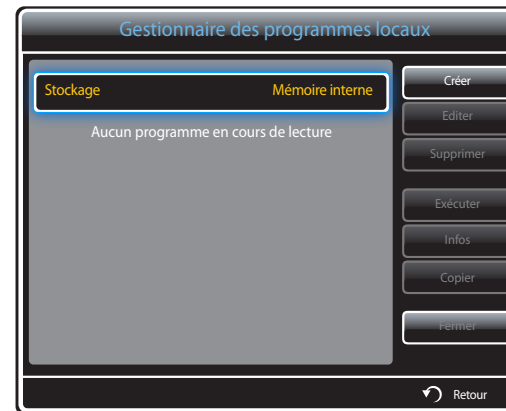 Gestionnaire des programmes locaux
Stockage Mémoire interne
Aucun programme en cours de lecture
Créer
Editer
Supprimer
Exécuter
Infos
Copier
Fermer
Retour